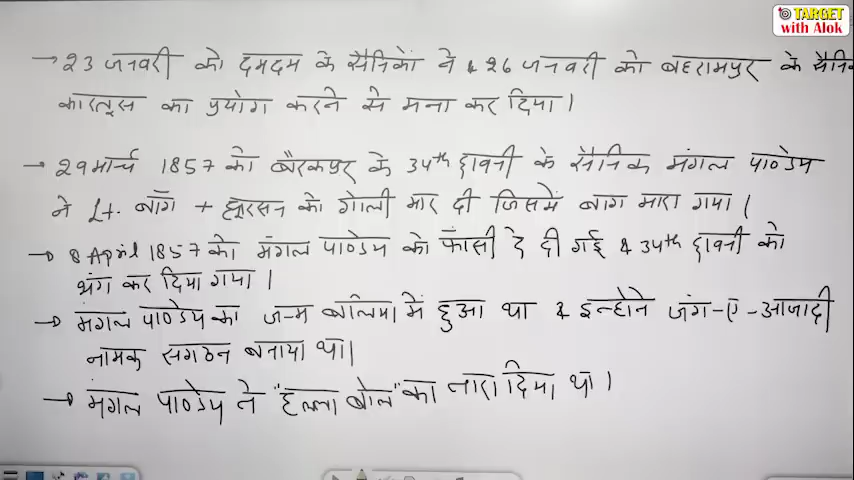 TARGET
with Alok
→ 23 जनवरी को दमदम के सैनिकों ने & 26 जनवरी को बहरामपुर के सैनिक
कारतूस का प्रयोग करने से मना कर दिया।
→ 29 मार्च 1857 को बैरकपुर के 34th छावनी के सैनिक मंगल पाण्डेय
ने Lt. बॉग + ह्यूरसन को गोली मार दी जिसमें बाग मारा गया।
→ 8 April 1857 को मंगल पाण्डेय को फाँसी दे दी गई & 34th छावनी को
भंग कर दिया गया।
→ मंगल पाण्डेय का जन्म बलिया में हुआ था & इन्होने जंग-ए-आजादी
नामक संगठन बनाया था।
→ मंगल पाण्डेय ने "हल्ला बोल" का नारा दिया था।